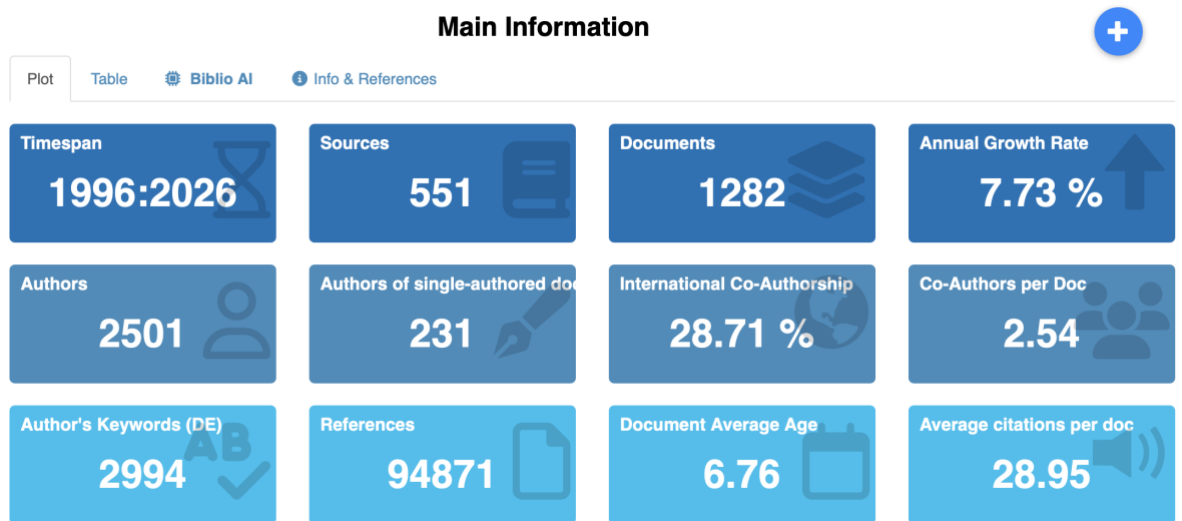 Main Information
Plot Table Biblio AI Info & References
Timespan
1996:2026
Sources
551
Documents
1282
Annual Growth Rate
7.73 %
Authors
2501
Authors of single-authored do
231
International Co-Authorship
28.71 %
Co-Authors per Doc
2.54
Author's Keywords (DE)
2994
AB
References
94871
Document Average Age
6.76
Average citations per doc
28.95